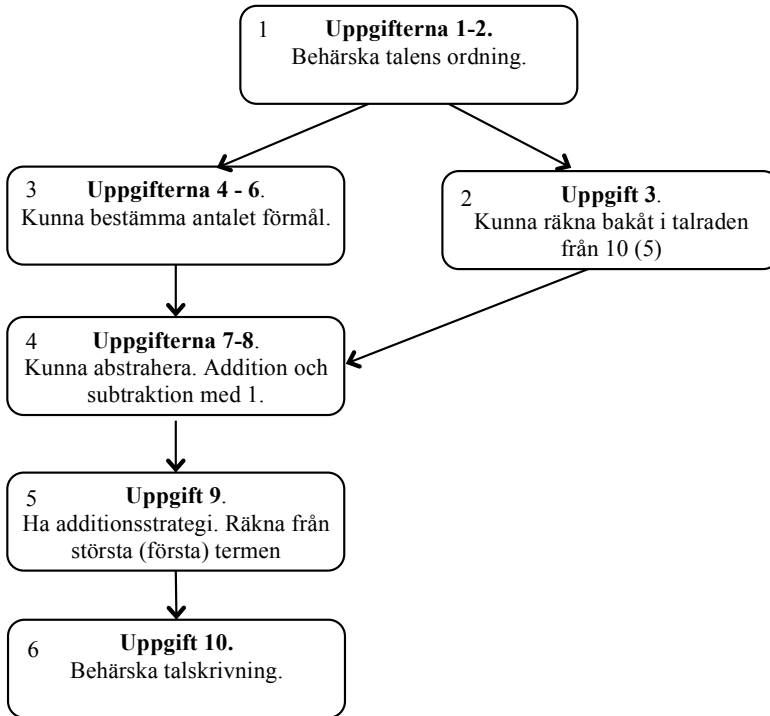 1 Uppgifterna 1-2.
Behärska talens ordning.
3 Uppgifterna 4 - 6.
Kunna bestämma antalet förmål.
2 Uppgift 3.
Kunna räkna bakåt i talraden
från 10 (5)
4 Uppgifterna 7-8.
Kunna abstrahera. Addition och
subtraktion med 1.
5 Uppgift 9.
Ha additionsstrategi. Räkna från
största (första) termen
6 Uppgift 10.
Behärska talskrivning.